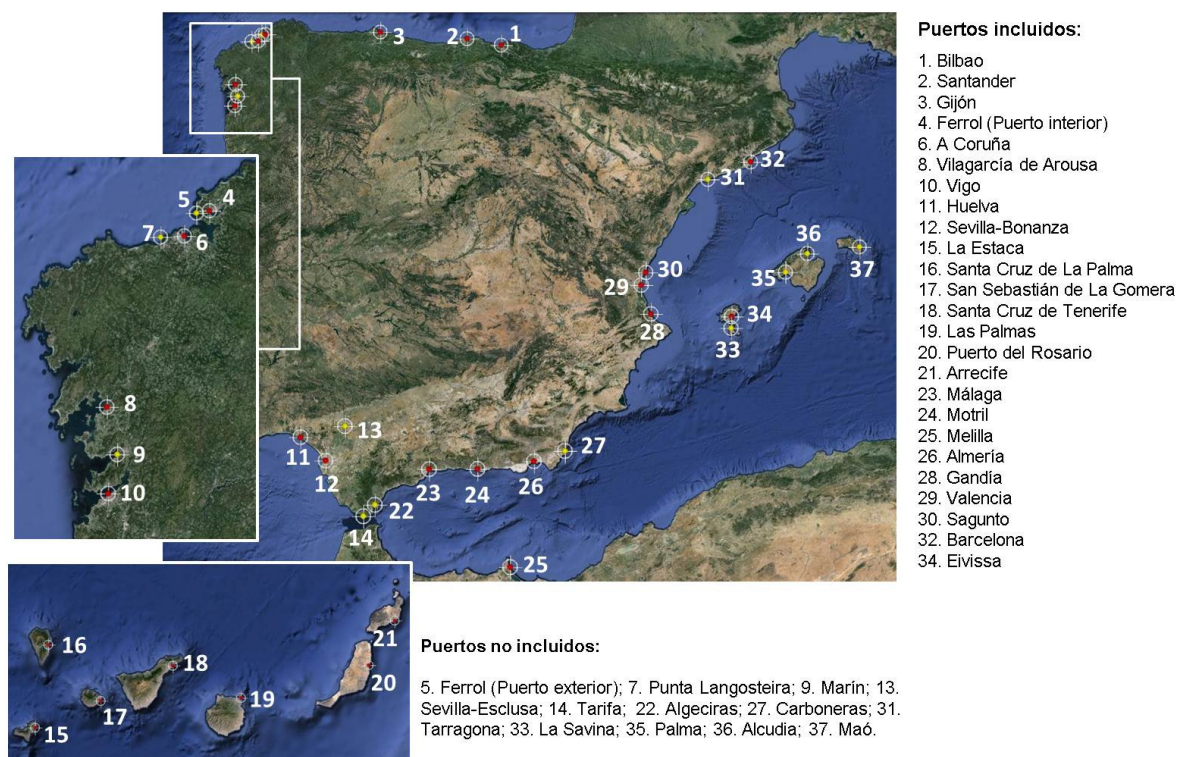 3
2
1
32
31
36
37
35
30
29
28
34
33
13
27
11
12
23
24
26
22
14
25
5
4
7
6
8
9
10
16
18
21
20
19
17
15
Puertos incluidos:
1. Bilbao
2. Santander
3. Gijón
4. Ferrol (Puerto interior)
6. A Coruña
8. Vilagarcía de Arousa
10. Vigo
11. Huelva
12. Sevilla-Bonanza
15. La Estaca
16. Santa Cruz de La Palma
17. San Sebastián de La Gomera
18. Santa Cruz de Tenerife
19. Las Palmas
20. Puerto del Rosario
21. Arrecife
23. Málaga
24. Motril
25. Melilla
26. Almería
28. Gandía
29. Valencia
30. Sagunto
32. Barcelona
34. Eivissa
Puertos no incluidos:
5. Ferrol (Puerto exterior); 7. Punta Langosteira; 9. Marín; 13.
Sevilla-Esclusa; 14. Tarifa; 22. Algeciras; 27. Carboneras; 31.
Tarragona; 33. La Savina; 35. Palma; 36. Alcudia; 37. Maó.